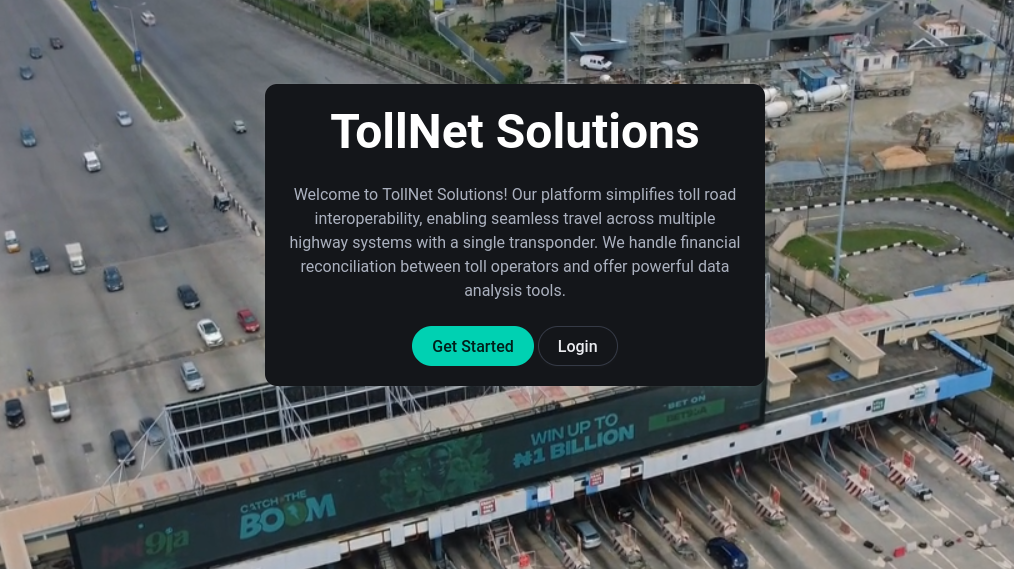 TollNet Solutions
Welcome to TollNet Solutions! Our platform simplifies toll road
interoperability, enabling seamless travel across multiple
highway systems with a single transponder. We handle financial
reconciliation between toll operators and offer powerful data
analysis tools.
Get Started
Login
BET ON
WIN UP TO
₦1 BILLION
CATCH THE
BOOM
bet9ja